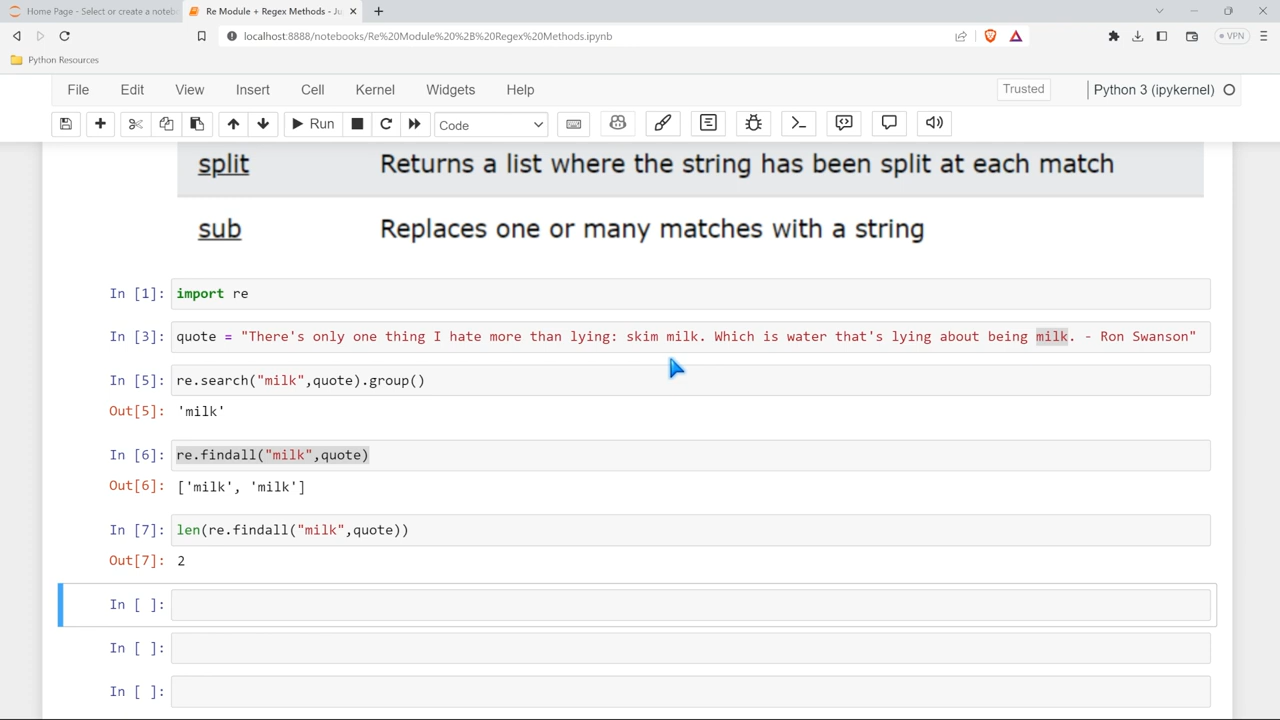 Home Page - Select or create a noteb
Re Module + Regex Methods - Ju
localhost:8888/notebooks/Re%20Module%20%2B%20Regex%20Methods.ipynb
VPN
Python Resources
File Edit View Insert Cell Kernel Widgets Help Trusted Python 3 (ipykernel)
Run Code
split Returns a list where the string has been split at each match
sub Replaces one or many matches with a string
In [1]: import re
In [3]: quote = "There's only one thing I hate more than lying: skim milk. Which is water that's lying about being milk. - Ron Swanson"
In [5]: re.search("milk",quote).group()
Out[5]: 'milk'
In [6]: re.findall("milk",quote)
Out[6]: ['milk', 'milk']
In [7]: len(re.findall("milk",quote))
Out[7]: 2
In [ ]:
In [ ]:
In [ ]: